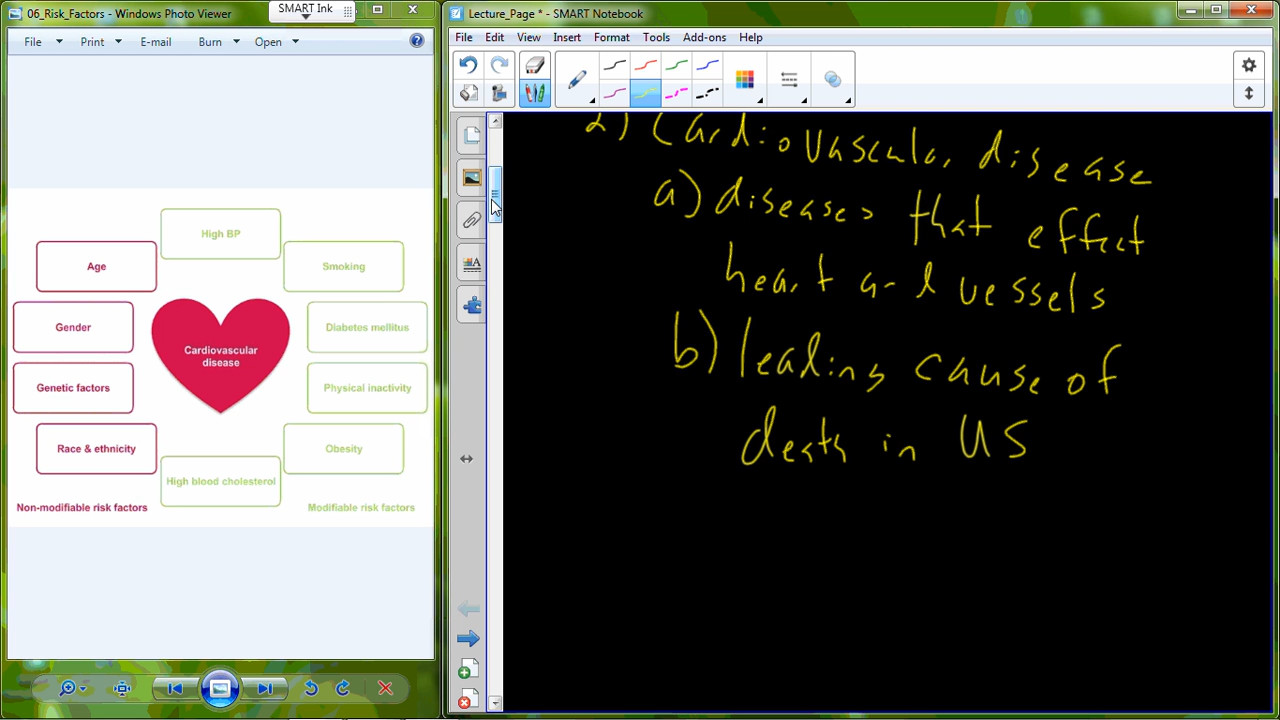 06_Risk_Factors - Windows Photo Viewer
SMART Ink
File Print E-mail Burn Open
High BP
Age
Smoking
Gender
Diabetes mellitus
Cardiovascular
disease
Genetic factors
Physical inactivity
Race & ethnicity
Obesity
High blood cholesterol
Non-modifiable risk factors
Modifiable risk factors
Lecture_Page * - SMART Notebook
File Edit View Insert Format Tools Add-ons Help
2) Cardiovascular disease
a) diseases that effect
heart and vessels
b) leading cause of
death in US